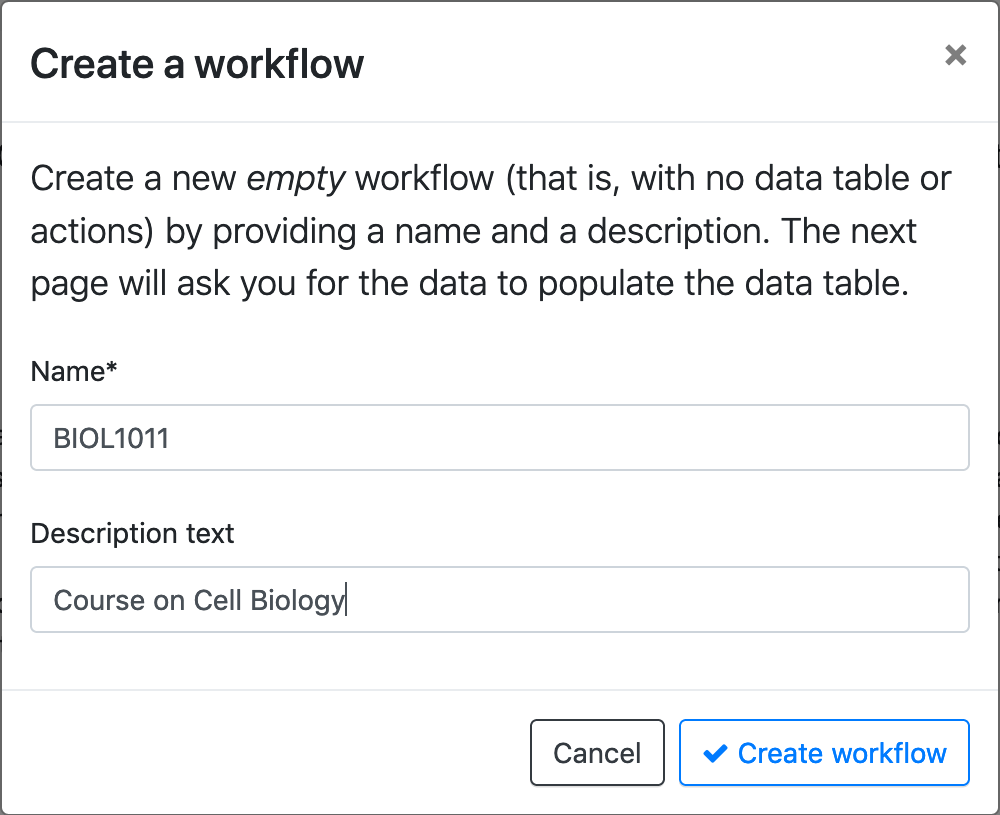 Create a workflow
Create a new empty workflow (that is, with no data table or
actions) by providing a name and a description. The next
page will ask you for the data to populate the data table.
Name*
BIOL1011
Description text
Course on Cell Biology
Cancel
Create workflow